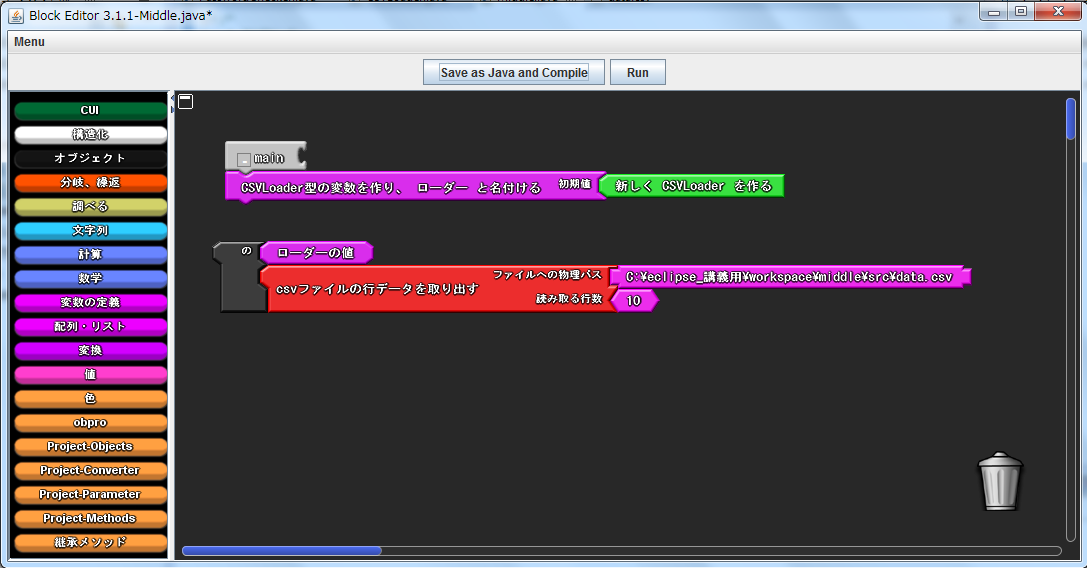 Block Editor 3.1.1-Middle.java*
Menu
Save as Java and Compile
Run
CUI
構造化
オブジェクト
分岐、繰返
調べる
文字列
計算
数学
変数の定義
配列・リスト
変換
値
色
obpro
Project-Objects
Project-Converter
Project-Parameter
Project-Methods
継承メソッド
main
CSVLoader型の変数を作り、 ローダー と名付ける 初期値 新しく CSVLoader を作る
の ローダーの値
csvファイルの行データを取り出す
ファイルへの物理パス C:¥eclipse_講義用¥workspace¥middle¥src¥data.csv
読み取る行数 10